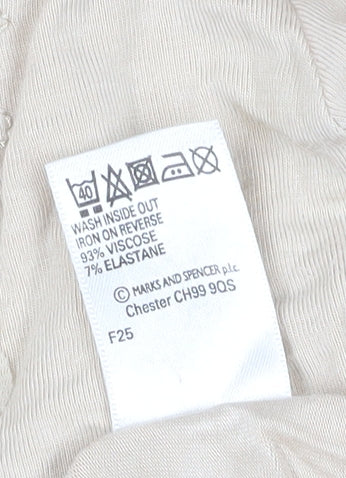 40
WASH INSIDE OUT
IRON ON REVERSE
93% VISCOSE
7% ELASTANE
© MARKS AND SPENCER p.l.c.
Chester CH99 9QS
F25